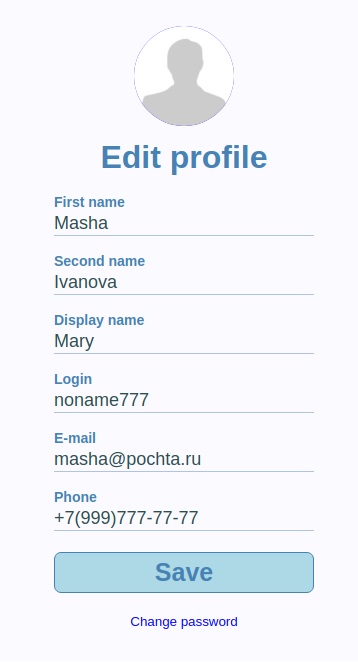 Edit profile
First name
Masha
Second name
Ivanova
Display name
Mary
Login
noname777
E-mail
masha@pochta.ru
Phone
+7(999)777-77-77
Save
Change password